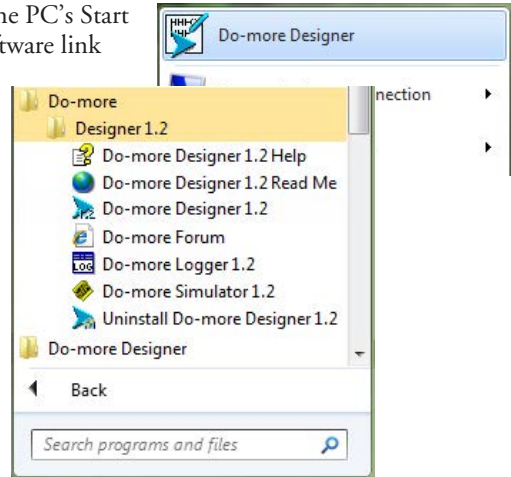 ne PC's Start
ftware link
Do-more Designer
nection
Do-more
Designer 1.2
Do-more Designer 1.2 Help
Do-more Designer 1.2 Read Me
Do-more Designer 1.2
Do-more Forum
LOG Do-more Logger 1.2
Do-more Simulator 1.2
Uninstall Do-more Designer 1.2
Do-more Designer
Back
Search programs and files